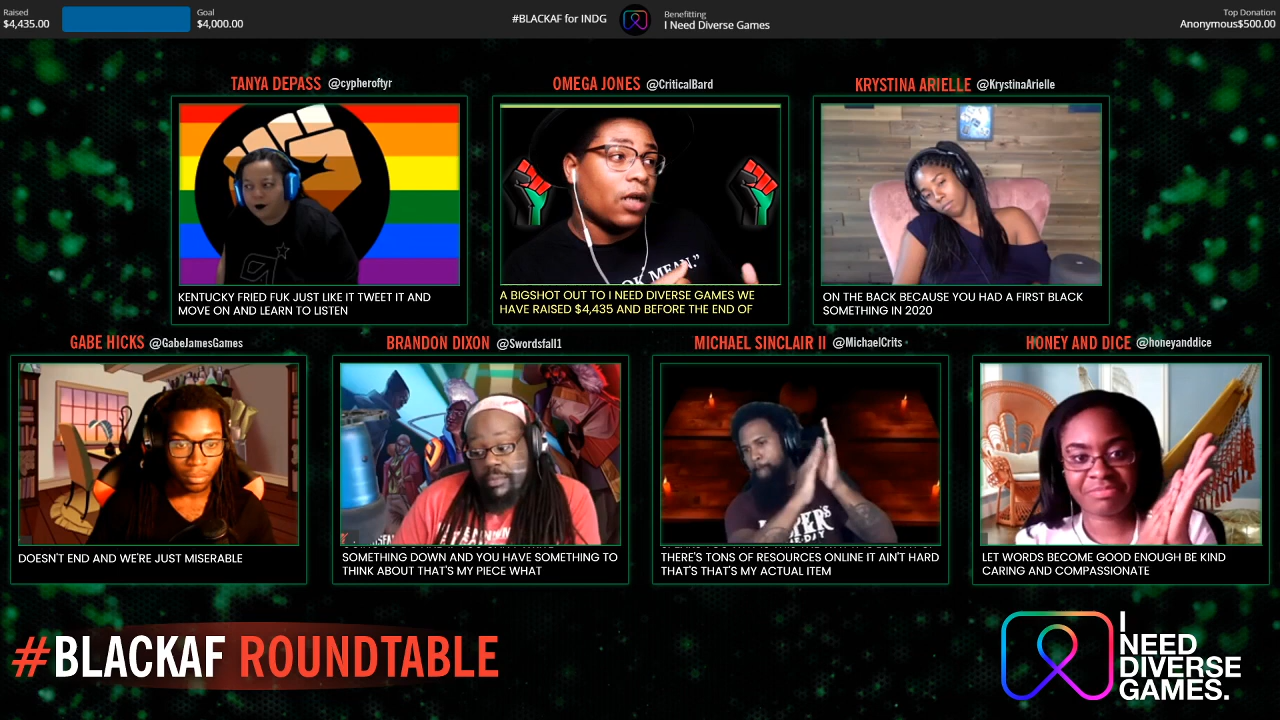 Raised
$4,435.00
Goal
$4,000.00
#BLACKAF for INDG
Benefitting
I Need Diverse Games
Top Donation
Anonymous$500.00
TANYA DEPASS @cypheroftyr
OMEGA JONES @CriticalBard
KRYSTINA ARIELLE @KrystinaArielle
OK MEAN."
KENTUCKY FRIED FUK JUST LIKE IT TWEET IT AND
MOVE ON AND LEARN TO LISTEN
A BIGSHOT OUT TO I NEED DIVERSE GAMES WE
HAVE RAISED $4,435 AND BEFORE THE END OF
ON THE BACK BECAUSE YOU HAD A FIRST BLACK
SOMETHING IN 2020
GABE HICKS @GabeJamesGames
BRANDON DIXON @Swordsfall1
MICHAEL SINCLAIR II @MichaelCrits
HONEY AND DICE @honeyanddice
DOESN'T END AND WE'RE JUST MISERABLE
SOMETHING DOWN AND YOU HAVE SOMETHING TO
THINK ABOUT THAT'S MY PIECE WHAT
THERE'S TONS OF RESOURCES ONLINE IT AIN'T HARD
THAT'S THAT'S MY ACTUAL ITEM
LET WORDS BECOME GOOD ENOUGH BE KIND
CARING AND COMPASSIONATE
#BLACKAF ROUNDTABLE
I
NEED
DIVERSE
GAMES.